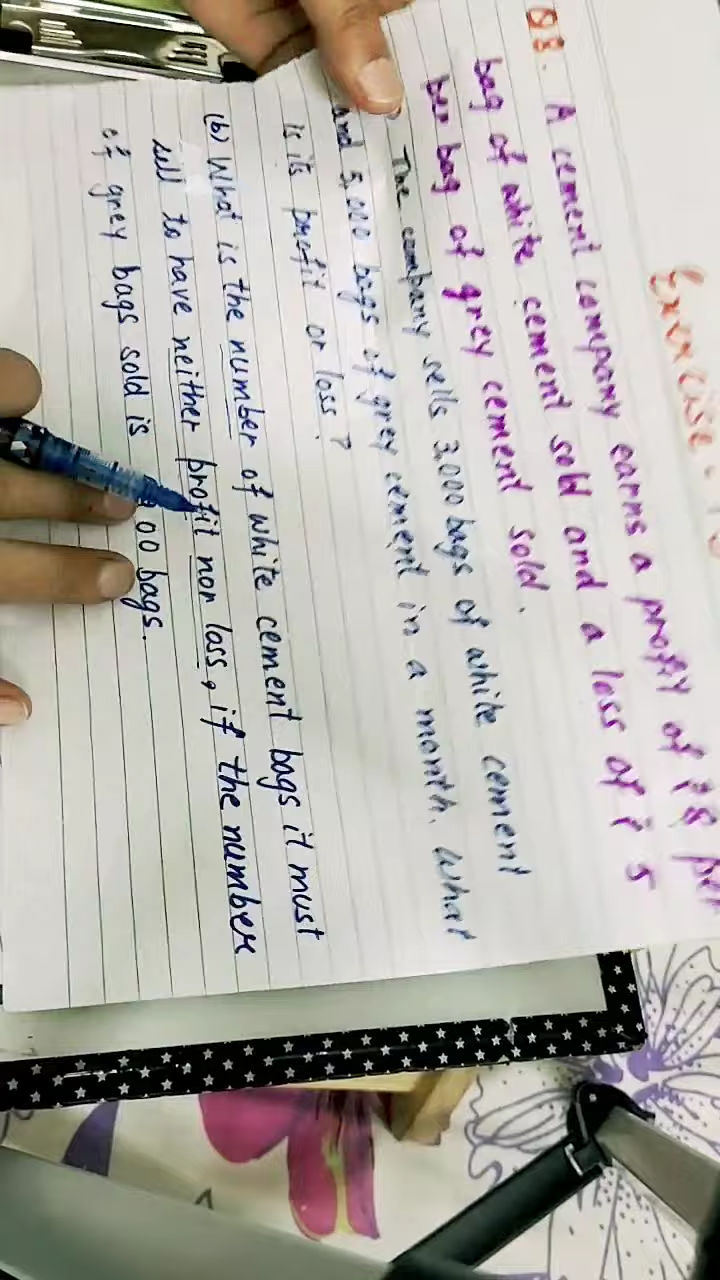 Exercise
Q3. A cement company earns a profit of ₹8 per
bag of white cement sold and a loss of ₹ 5
per bag of grey cement sold.
The company sells 3,000 bags of white cement
and 5,000 bags of grey cement in a month. What
is its profit or loss?
(b) What is the number of white cement bags it must
sell to have neither profit nor loss, if the number
of grey bags sold is 00 bags.